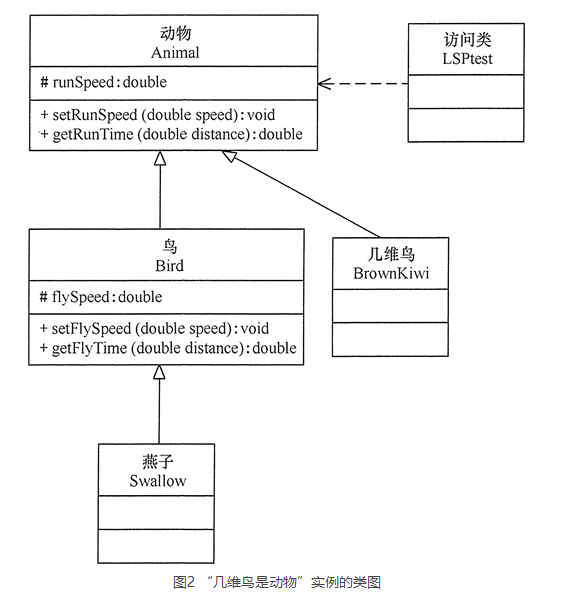 动物
Animal
# runSpeed:double
+ setRunSpeed (double speed):void
+ getRunTime (double distance):double
访问类
LSPtest
鸟
Bird
# flySpeed:double
+ setFlySpeed (double speed):void
+ getFlyTime (double distance):double
几维鸟
BrownKiwi
燕子
Swallow
图2 “几维鸟是动物”实例的类图